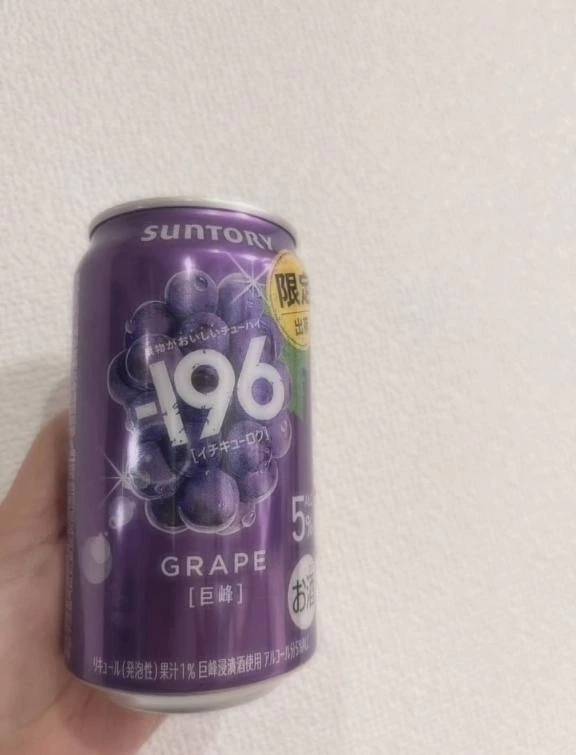 SUNTORY
限定
出荷
果物がおいしいチューハイ
-196
[イチキューロク]
5
GRAPE
お酒
[巨峰]
リキュール(発泡性) 果汁1% 巨峰浸漬酒使用 アルコール分5%